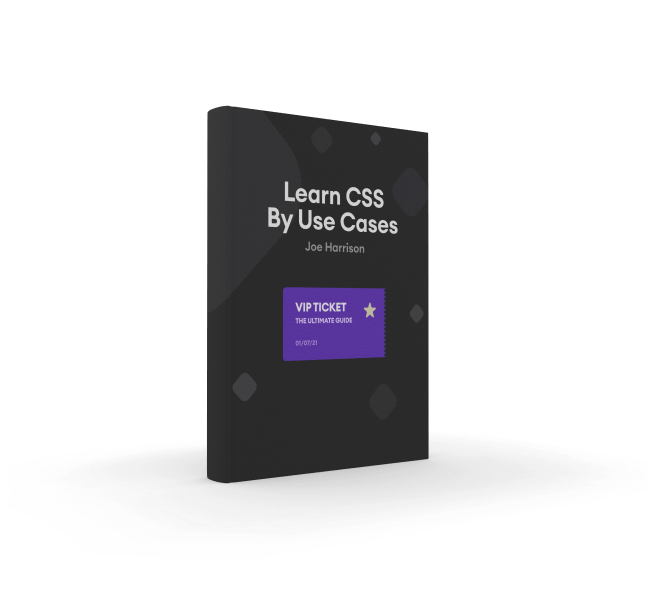 Learn CSS
By Use Cases
Joe Harrison
VIP TICKET
THE ULTIMATE GUIDE
01/07/21